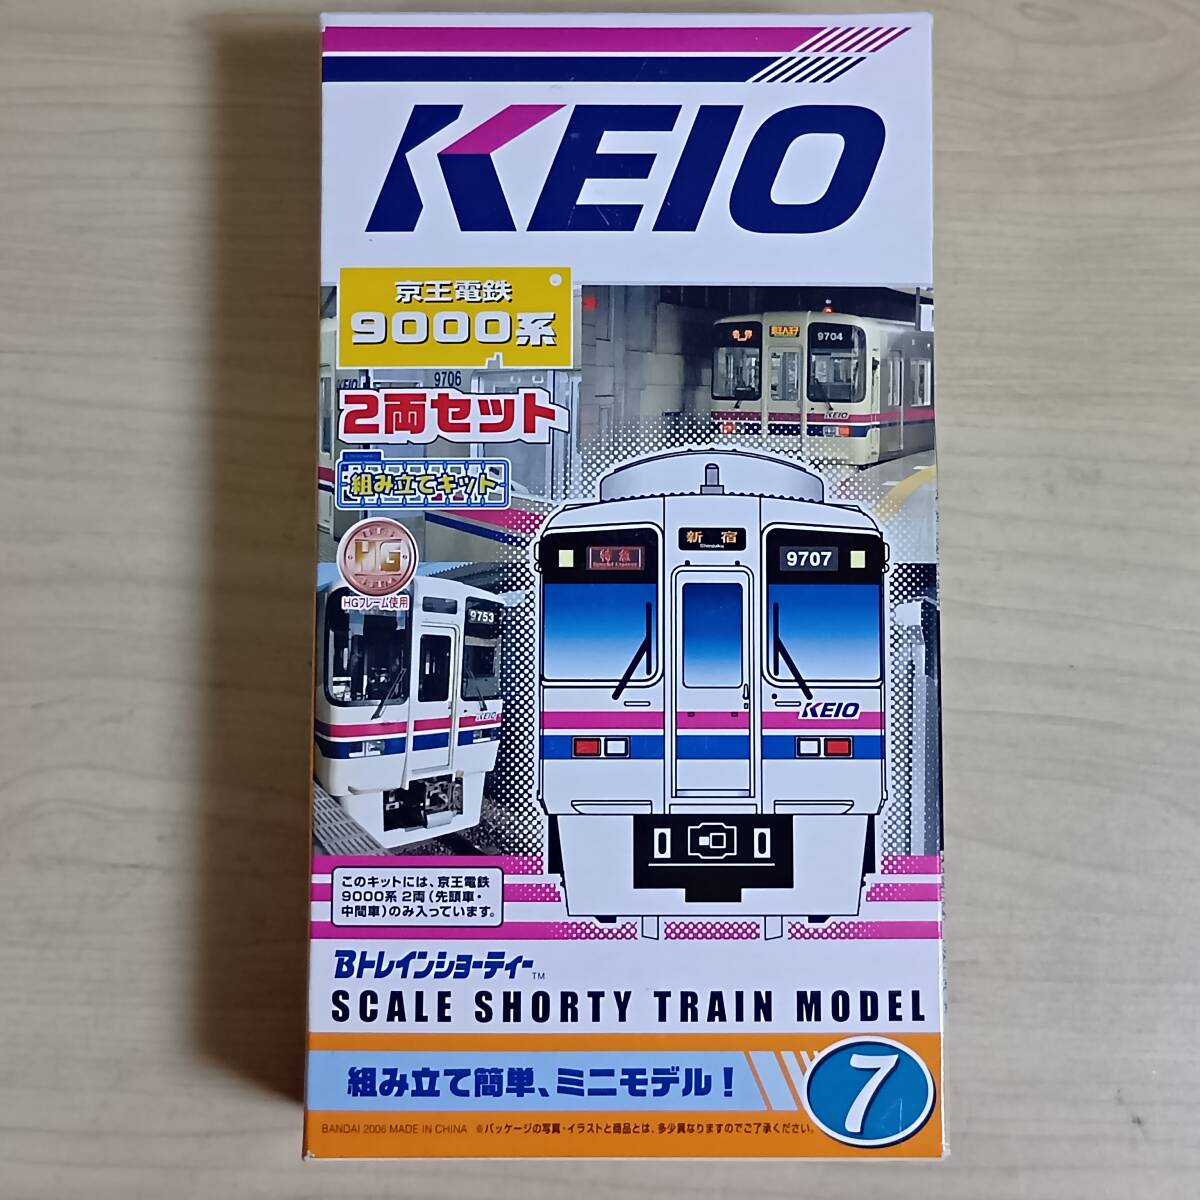 KEIO
京王電鉄
9000系
9704
KEIO
KEIO
9706
2両セット
組み立てキット
HG
HGフレーム使用
新宿
Shinjuku
特急
Special Express
9707
9753
KEIO
KEIO
このキットには、京王電鉄
9000系 2両(先頭車・
中間車)のみ入っています。
Bトレインショーティー™
SCALE SHORTY TRAIN MODEL
組み立て簡単、ミニモデル!
7
BANDAI 2006 MADE IN CHINA ※パッケージの写真・イラストと商品とは、多少異なりますのでご了承ください。